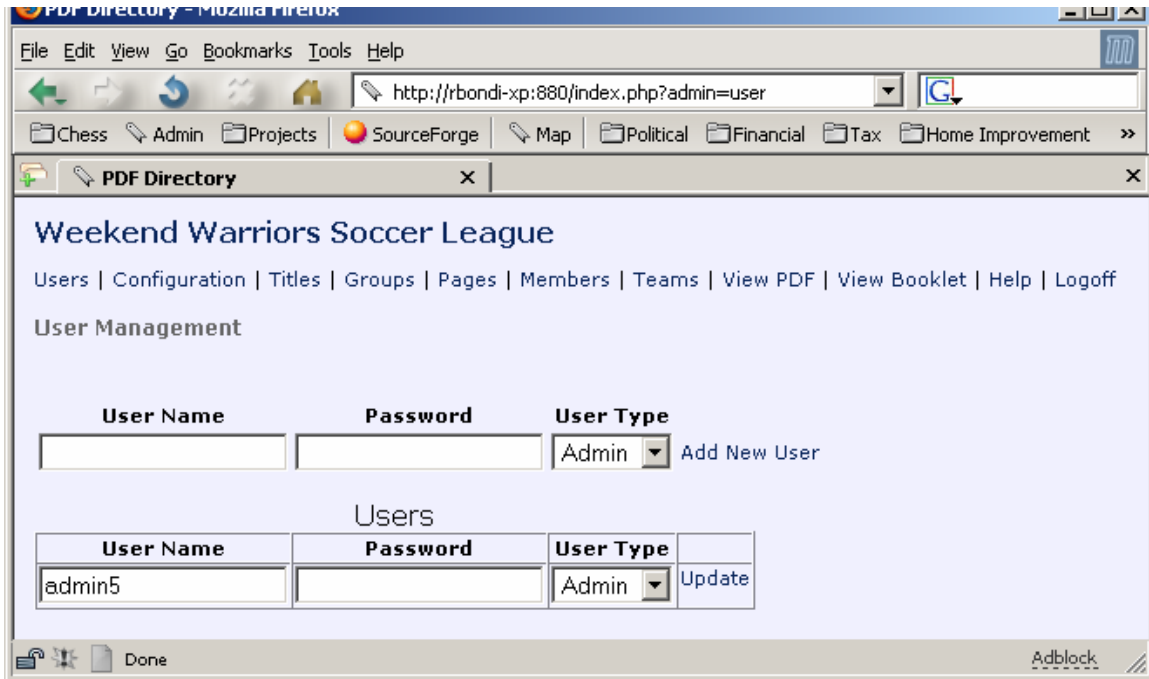 PDF Directory - Mozilla Firefox
File Edit View Go Bookmarks Tools Help
http://rbondi-xp:880/index.php?admin=user
G
Chess Admin Projects SourceForge Map Political Financial Tax Home Improvement »
PDF Directory
Weekend Warriors Soccer League
Users | Configuration | Titles | Groups | Pages | Members | Teams | View PDF | View Booklet | Help | Logoff
User Management
User Name Password User Type
Admin Add New User
Users
User Name Password User Type
admin5 Admin Update
Done Adblock